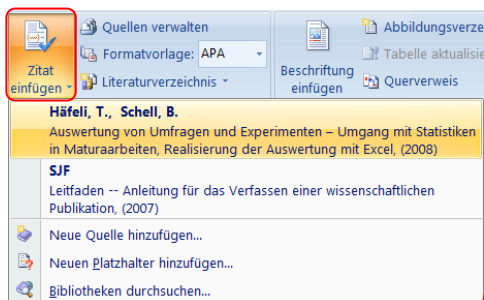 Zitat
einfügen
Quellen verwalten
Formatvorlage: APA
Literaturverzeichnis
Beschriftung
einfügen
Abbildungsverze
Tabelle aktualisie
Querverweis
Häfeli, T., Schell, B.
Auswertung von Umfragen und Experimenten – Umgang mit Statistiken
in Maturaarbeiten, Realisierung der Auswertung mit Excel, (2008)
SJF
Leitfaden -- Anleitung für das Verfassen einer wissenschaftlichen
Publikation, (2007)
Neue Quelle hinzufügen...
Neuen Platzhalter hinzufügen...
Bibliotheken durchsuchen...